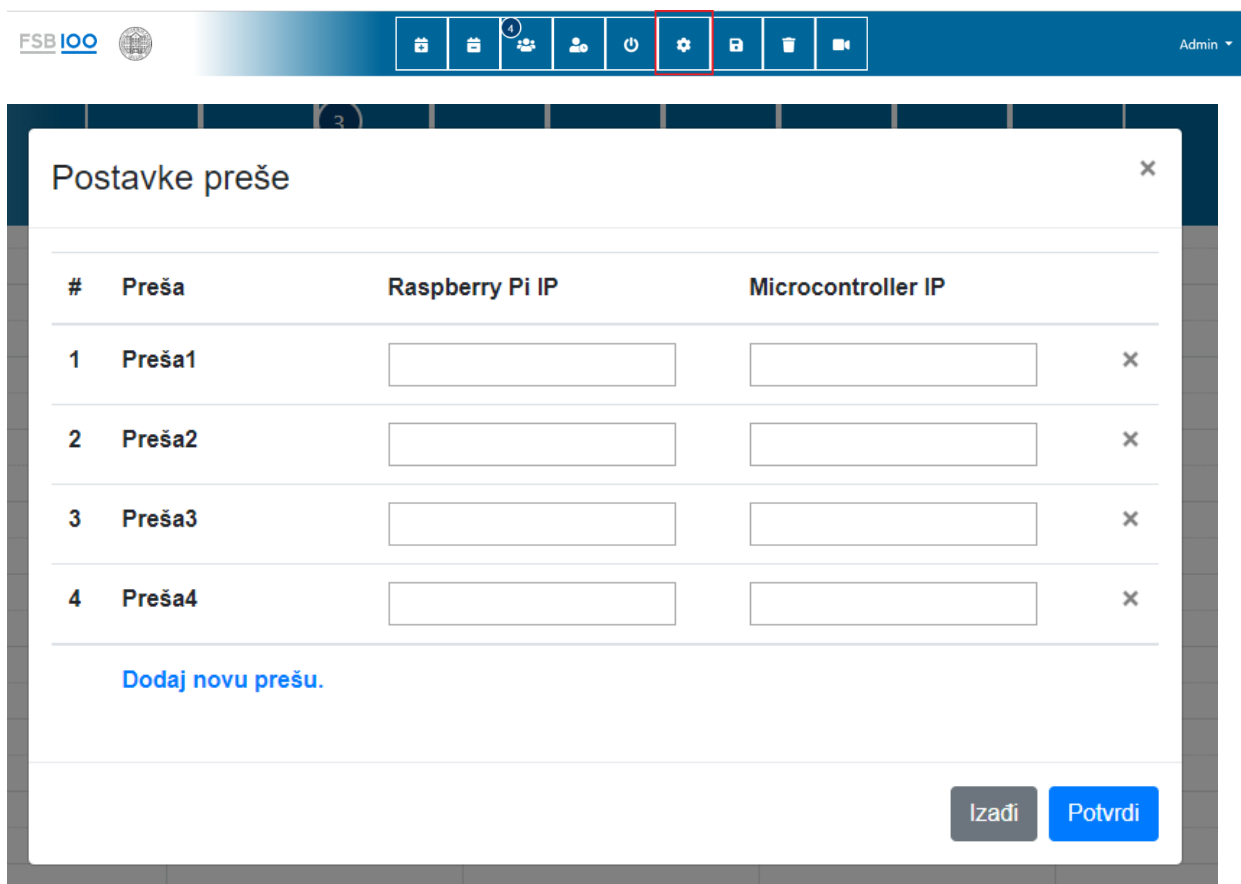 FSB 100
4
Admin
3
Postavke preše
×
# Preša Raspberry Pi IP Microcontroller IP
1 Preša1 ×
2 Preša2 ×
3 Preša3 ×
4 Preša4 ×
Dodaj novu prešu.
Izađi Potvrdi